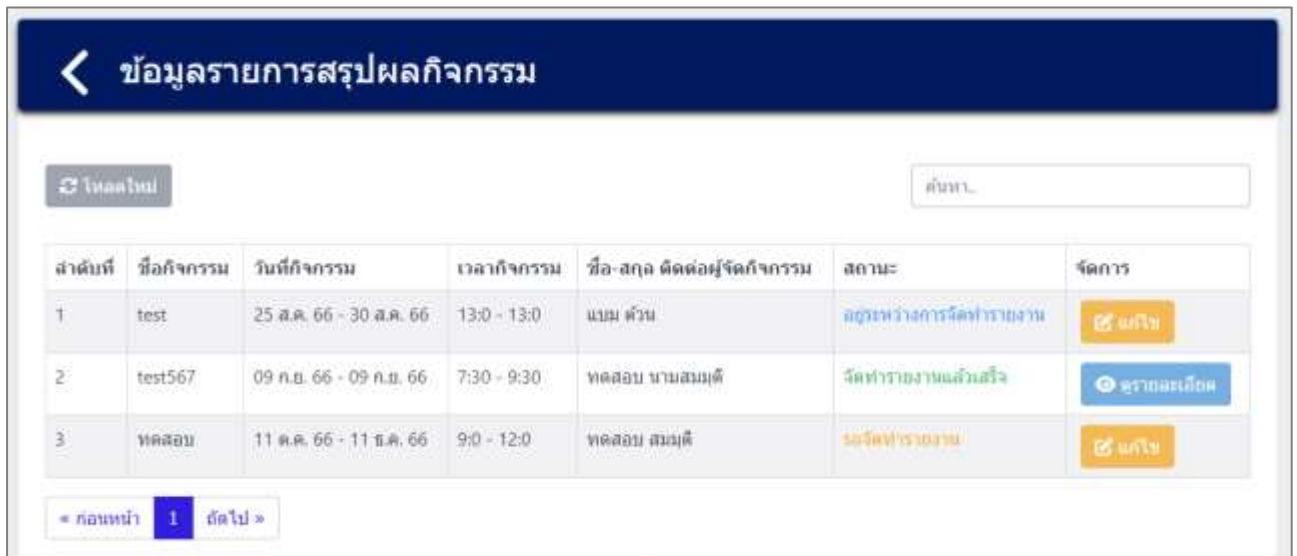 ข้อมูลรายการสรุปผลกิจกรรม
โหลดใหม่ ค้นหา..
ลำดับที่ ชื่อกิจกรรม วันที่กิจกรรม เวลากิจกรรม ชื่อ-สกุล ติดต่อผู้จัดกิจกรรม สถานะ จัดการ
1 test 25 ส.ค. 66 - 30 ส.ค. 66 13:0 - 13:0 แบม ด้วน อยู่ระหว่างการจัดทำรายงาน แก้ไข
2 test567 09 ก.ย. 66 - 09 ก.ย. 66 7:30 - 9:30 ทดสอบ นามสมมุติ จัดทำรายงานแล้วเสร็จ ดูรายละเอียด
3 ทดสอบ 11 ต.ค. 66 - 11 ธ.ค. 66 9:0 - 12:0 ทดสอบ สมมุติ รอจัดทำรายงาน แก้ไข
« ก่อนหน้า 1 ถัดไป »